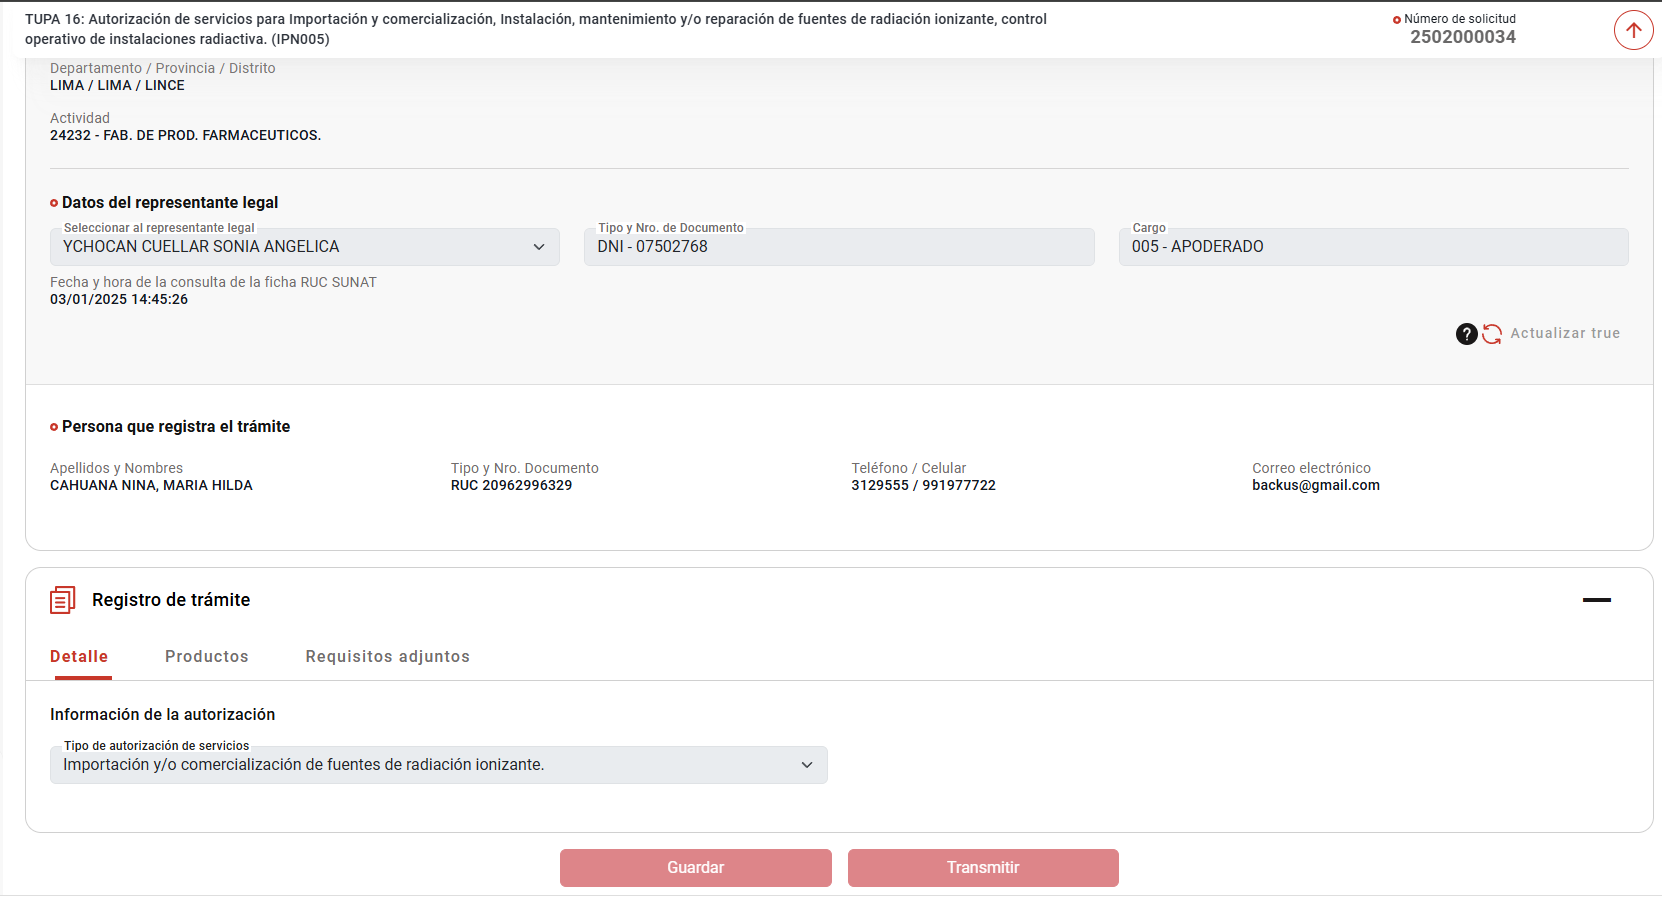 TUPA 16: Autorización de servicios para Importación y comercialización, Instalación, mantenimiento y/o reparación de fuentes de radiación ionizante, control
operativo de instalaciones radiactiva. (IPN005)
Número de solicitud
2502000034
Departamento / Provincia / Distrito
LIMA / LIMA / LINCE
Actividad
24232 - FAB. DE PROD. FARMACEUTICOS.
Datos del representante legal
Seleccionar al representante legal
YCHOCAN CUELLAR SONIA ANGELICA
Tipo y Nro. de Documento
DNI - 07502768
Cargo
005 - APODERADO
Fecha y hora de la consulta de la ficha RUC SUNAT
03/01/2025 14:45:26
? Actualizar true
Persona que registra el trámite
Apellidos y Nombres
CAHUANA NINA, MARIA HILDA
Tipo y Nro. Documento
RUC 20962996329
Teléfono / Celular
3129555 / 991977722
Correo electrónico
backus@gmail.com
Registro de trámite
Detalle
Productos
Requisitos adjuntos
Información de la autorización
Tipo de autorización de servicios
Importación y/o comercialización de fuentes de radiación ionizante.
Guardar
Transmitir